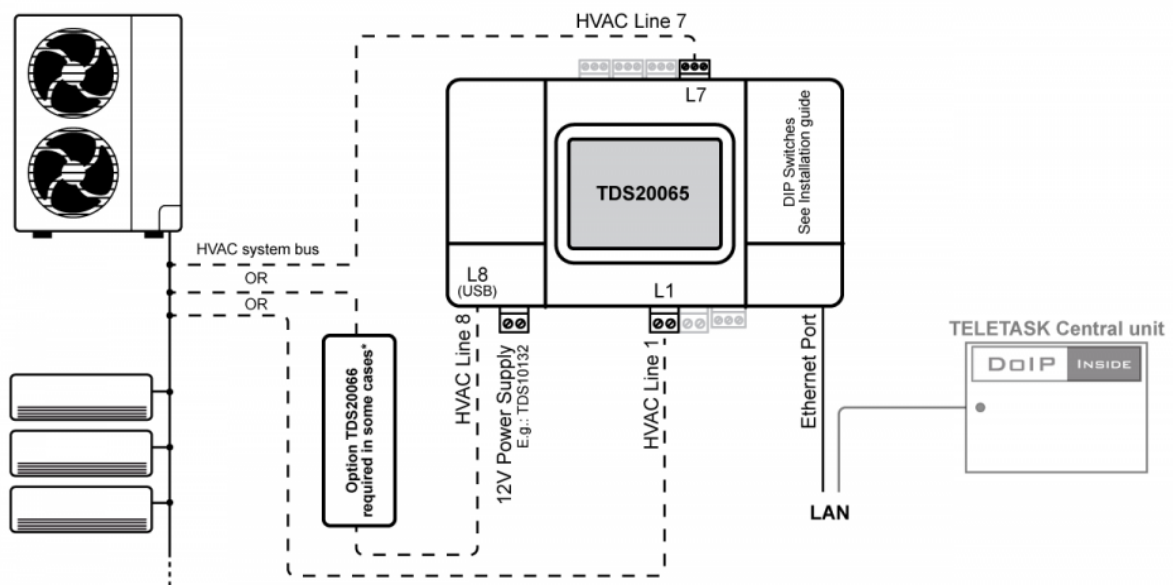 HVAC Line 7
L7
TDS20065
DIP Switches
See Installation guide
HVAC system bus
OR
OR
L8
(USB)
L1
Option TDS20066
required in some cases*
HVAC Line 8
12V Power Supply
E.g.: TDS10132
HVAC Line 1
Ethernet Port
LAN
TELETASK Central unit
DoIP INSIDE